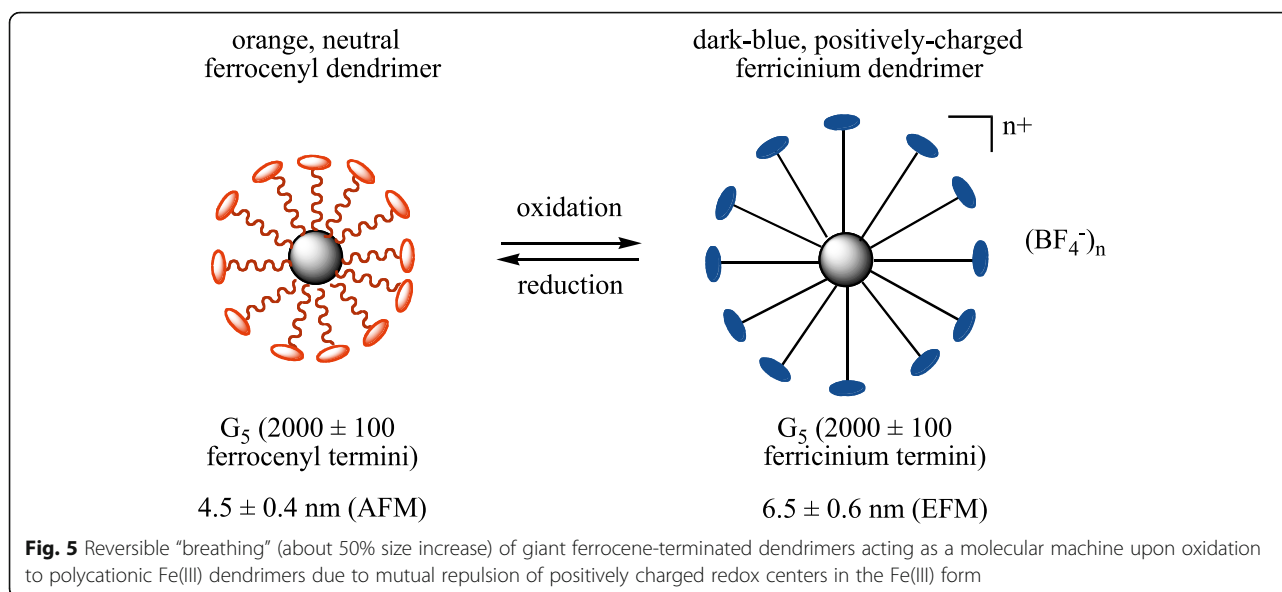 orange, neutral
ferrocenyl dendrimer
dark-blue, positively-charged
ferricinium dendrimer
n+
oxidation
reduction
(BF₄⁻)ₙ
G₅ (2000 ± 100
ferrocenyl termini)
4.5 ± 0.4 nm (AFM)
G₅ (2000 ± 100
ferricinium termini)
6.5 ± 0.6 nm (EFM)
Fig. 5 Reversible “breathing” (about 50% size increase) of giant ferrocene-terminated dendrimers acting as a molecular machine upon oxidation
to polycationic Fe(III) dendrimers due to mutual repulsion of positively charged redox centers in the Fe(III) form